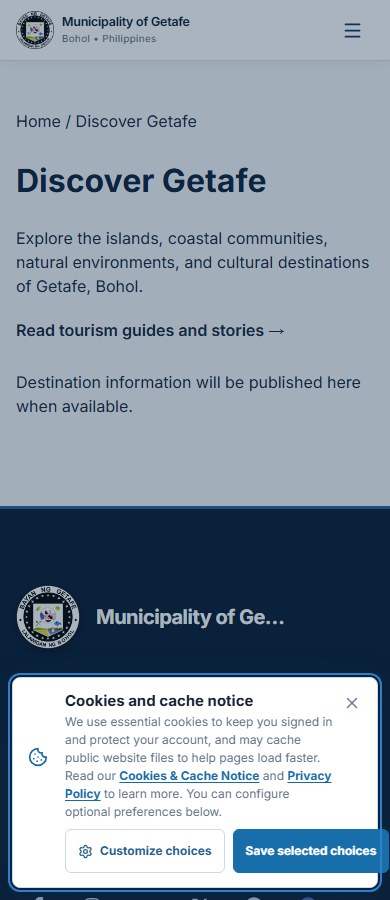 Municipality of Getafe
Bohol • Philippines
Home / Discover Getafe
Discover Getafe
Explore the islands, coastal communities,
natural environments, and cultural destinations
of Getafe, Bohol.
Read tourism guides and stories →
Destination information will be published here
when available.
BAYAN NG GETAFE
Municipality of Ge...
Cookies and cache notice
We use essential cookies to keep you signed in
and protect your account, and may cache
public website files to help pages load faster.
Read our Cookies & Cache Notice and Privacy
Policy to learn more. You can configure
optional preferences below.
Customize choices
Save selected choices